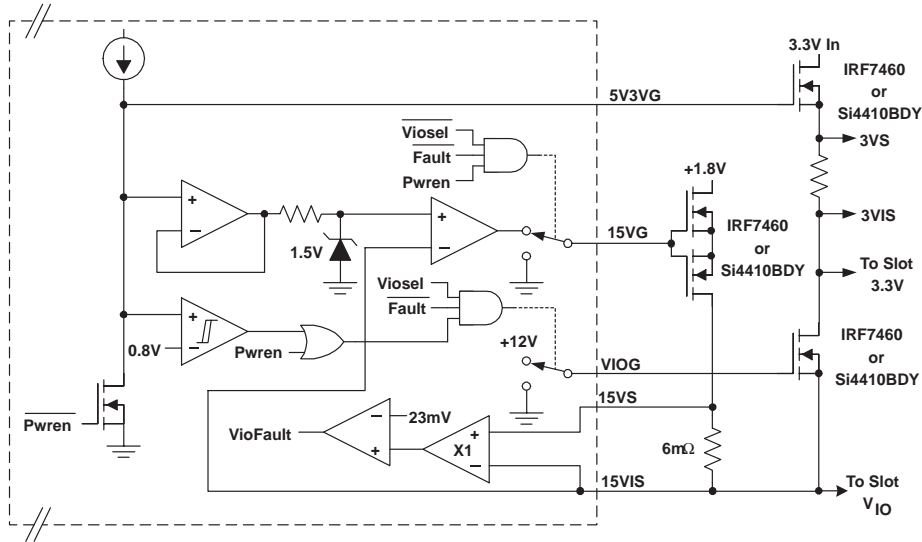 3.3V In
IRF7460
or
Si4410BDY
5V3VG
3VS
Viosel
Fault
Pwren
+1.8V
3VIS
15VG
IRF7460
or
Si4410BDY
1.5V
To Slot
3.3V
Viosel
Fault
0.8V
Pwren
+12V
VIOG
IRF7460
or
Si4410BDY
Pwren
15VS
23mV
VioFault
X1
6mΩ
15VIS
To Slot
VIO
+
−
+
−
+
−
−
+
+
−